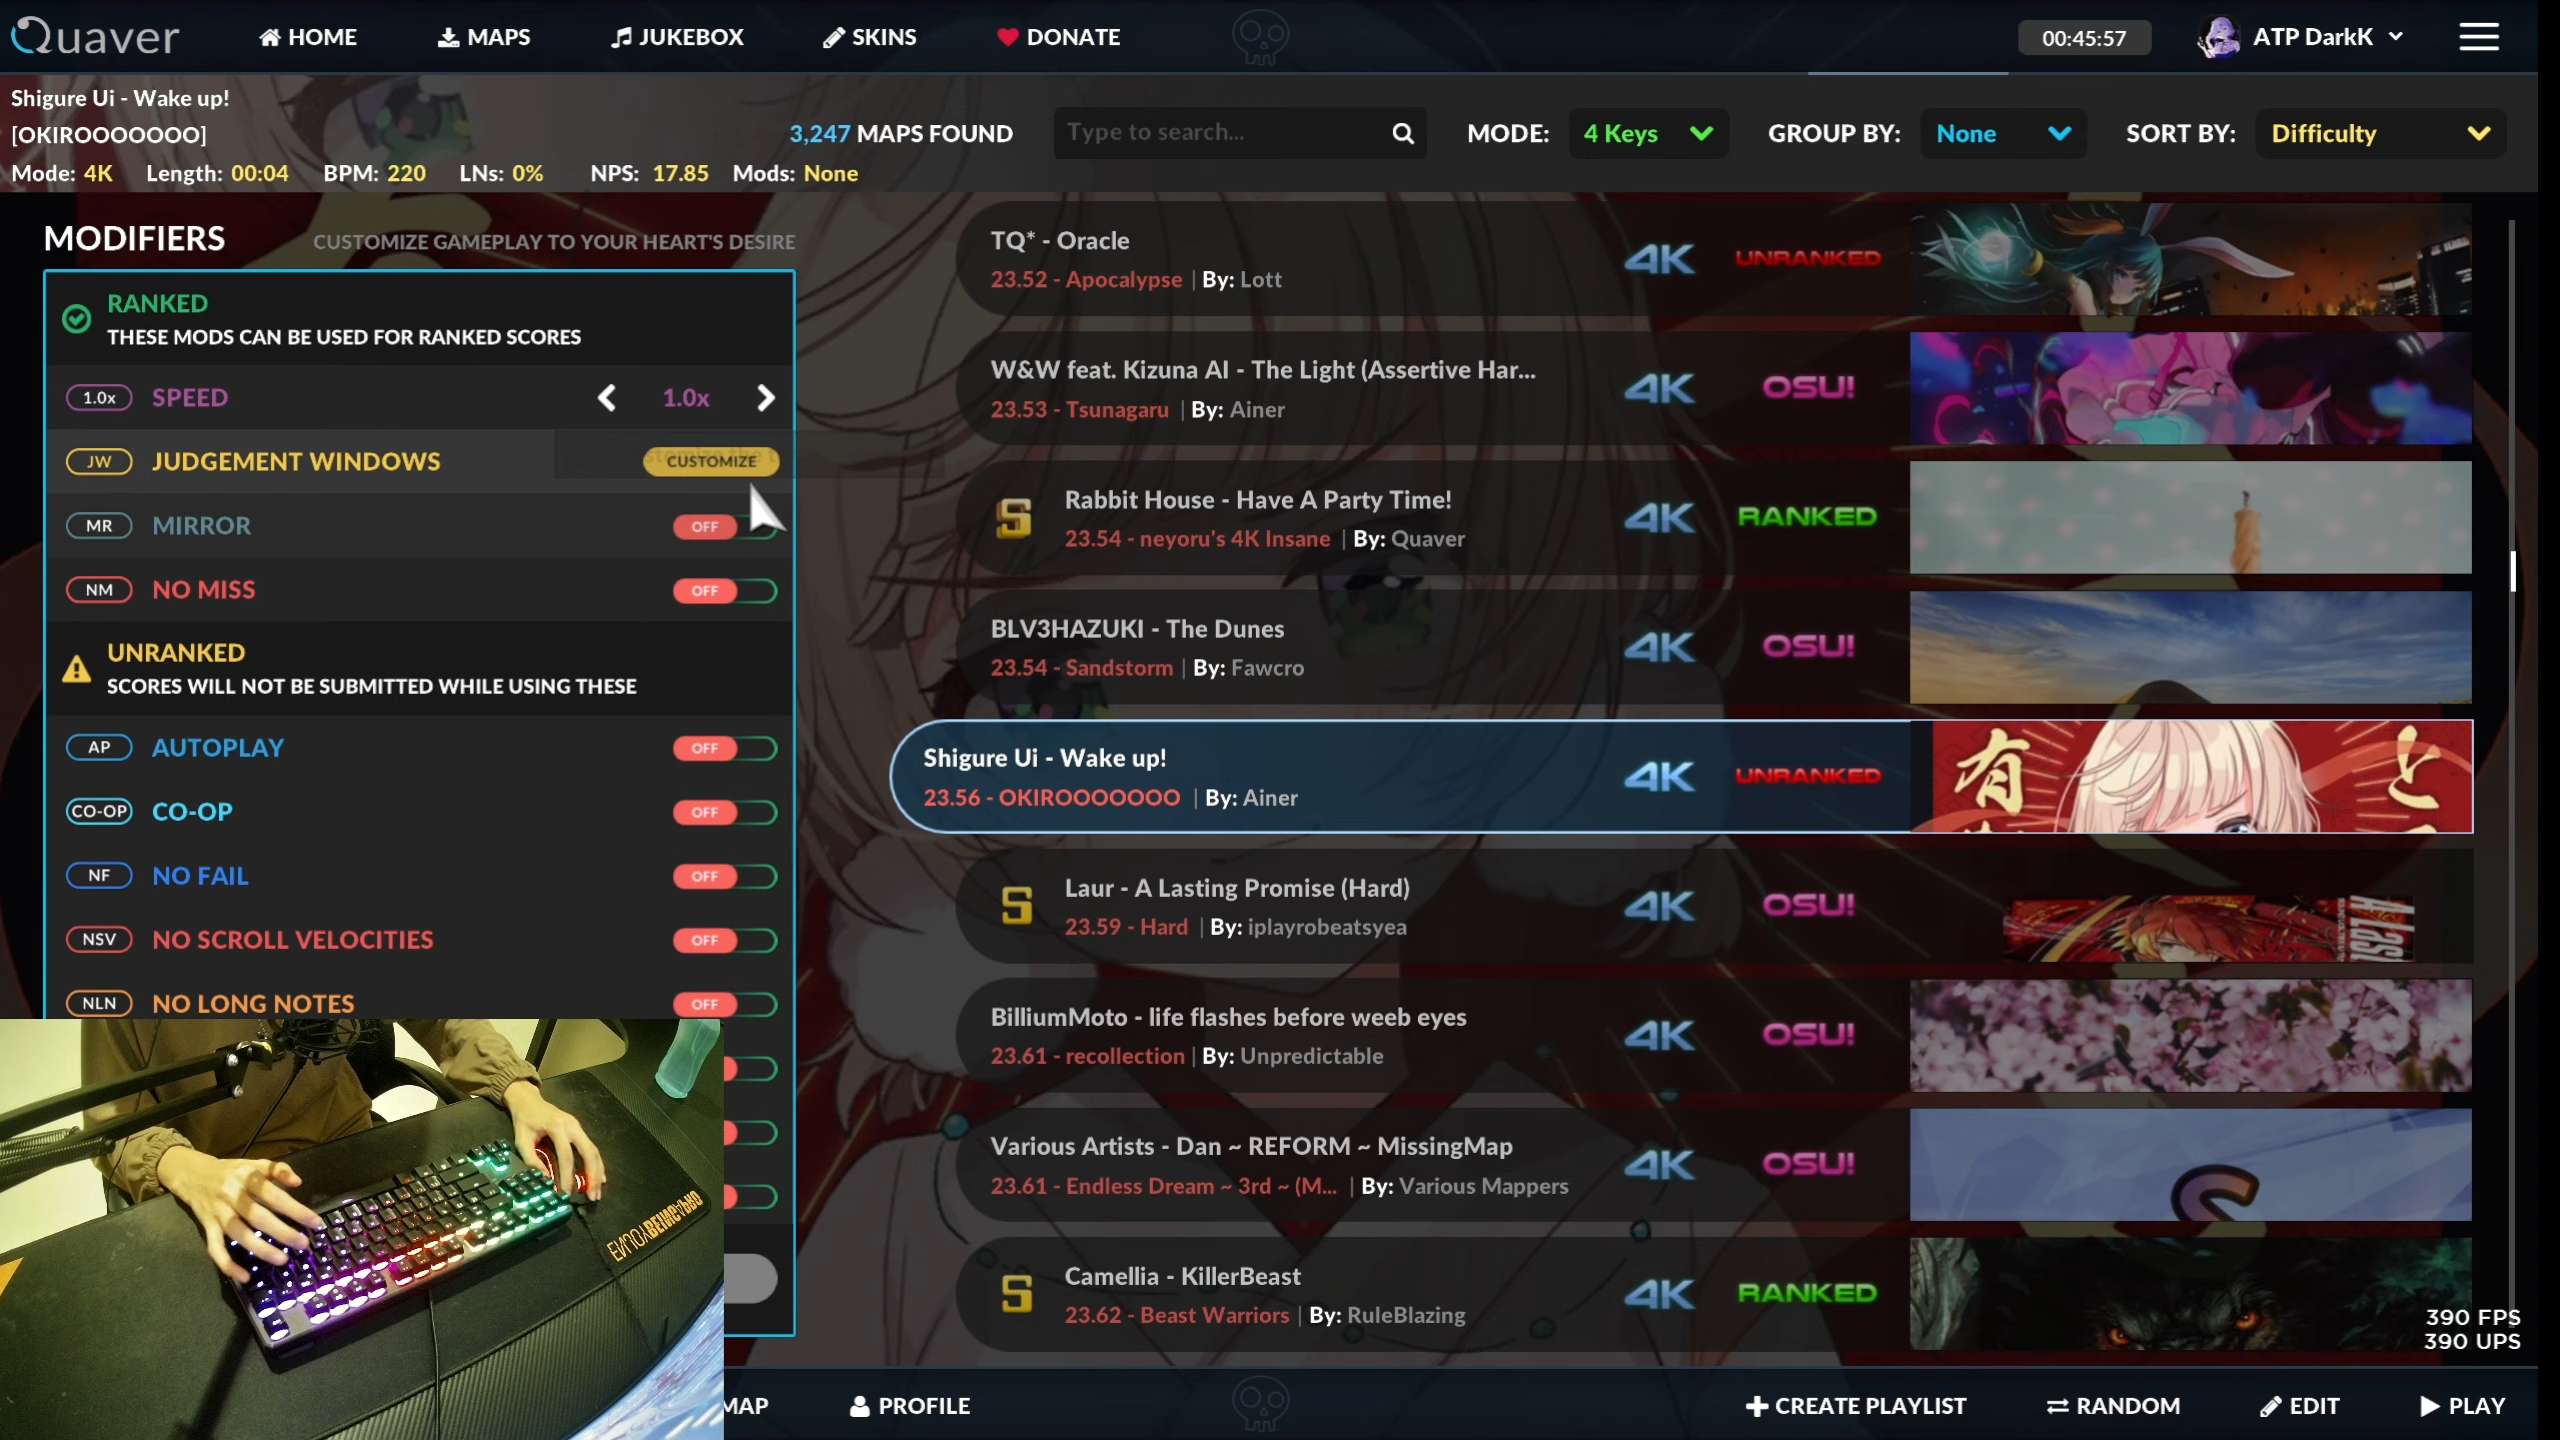 Quaver
HOME
MAPS
JUKEBOX
SKINS
DONATE
00:45:57
ATP DarkK
Shigure Ui - Wake up!
[OKIROOOOOOO]
Mode: 4K Length: 00:04 BPM: 220 LNs: 0% NPS: 17.85 Mods: None
3,247 MAPS FOUND
Type to search...
MODE: 4 Keys
GROUP BY: None
SORT BY: Difficulty
MODIFIERS
CUSTOMIZE GAMEPLAY TO YOUR HEART'S DESIRE
RANKED
THESE MODS CAN BE USED FOR RANKED SCORES
1.0x SPEED 1.0x
JW JUDGEMENT WINDOWS CUSTOMIZE
MR MIRROR OFF
NM NO MISS OFF
UNRANKED
SCORES WILL NOT BE SUBMITTED WHILE USING THESE
AP AUTOPLAY OFF
CO-OP CO-OP OFF
NF NO FAIL OFF
NSV NO SCROLL VELOCITIES OFF
NLN NO LONG NOTES OFF
TQ* - Oracle
23.52 - Apocalypse | By: Lott
4K UNRANKED
W&W feat. Kizuna AI - The Light (Assertive Har...
23.53 - Tsunagaru | By: Ainer
4K OSU!
S
Rabbit House - Have A Party Time!
23.54 - neyoru's 4K Insane | By: Quaver
4K RANKED
BLV3HAZUKI - The Dunes
23.54 - Sandstorm | By: Fawcro
4K OSU!
Shigure Ui - Wake up!
23.56 - OKIROOOOOOO | By: Ainer
4K UNRANKED
有
と
S
Laur - A Lasting Promise (Hard)
23.59 - Hard | By: iplayrobeatsyea
4K OSU!
BilliumMoto - life flashes before weeb eyes
23.61 - recollection | By: Unpredictable
4K OSU!
Various Artists - Dan ~ REFORM ~ MissingMap
23.61 - Endless Dream ~ 3rd ~ (M... | By: Various Mappers
4K OSU!
S
Camellia - KillerBeast
23.62 - Beast Warriors | By: RuleBlazing
4K RANKED
390 FPS
390 UPS
MAP
PROFILE
CREATE PLAYLIST
RANDOM
EDIT
PLAY